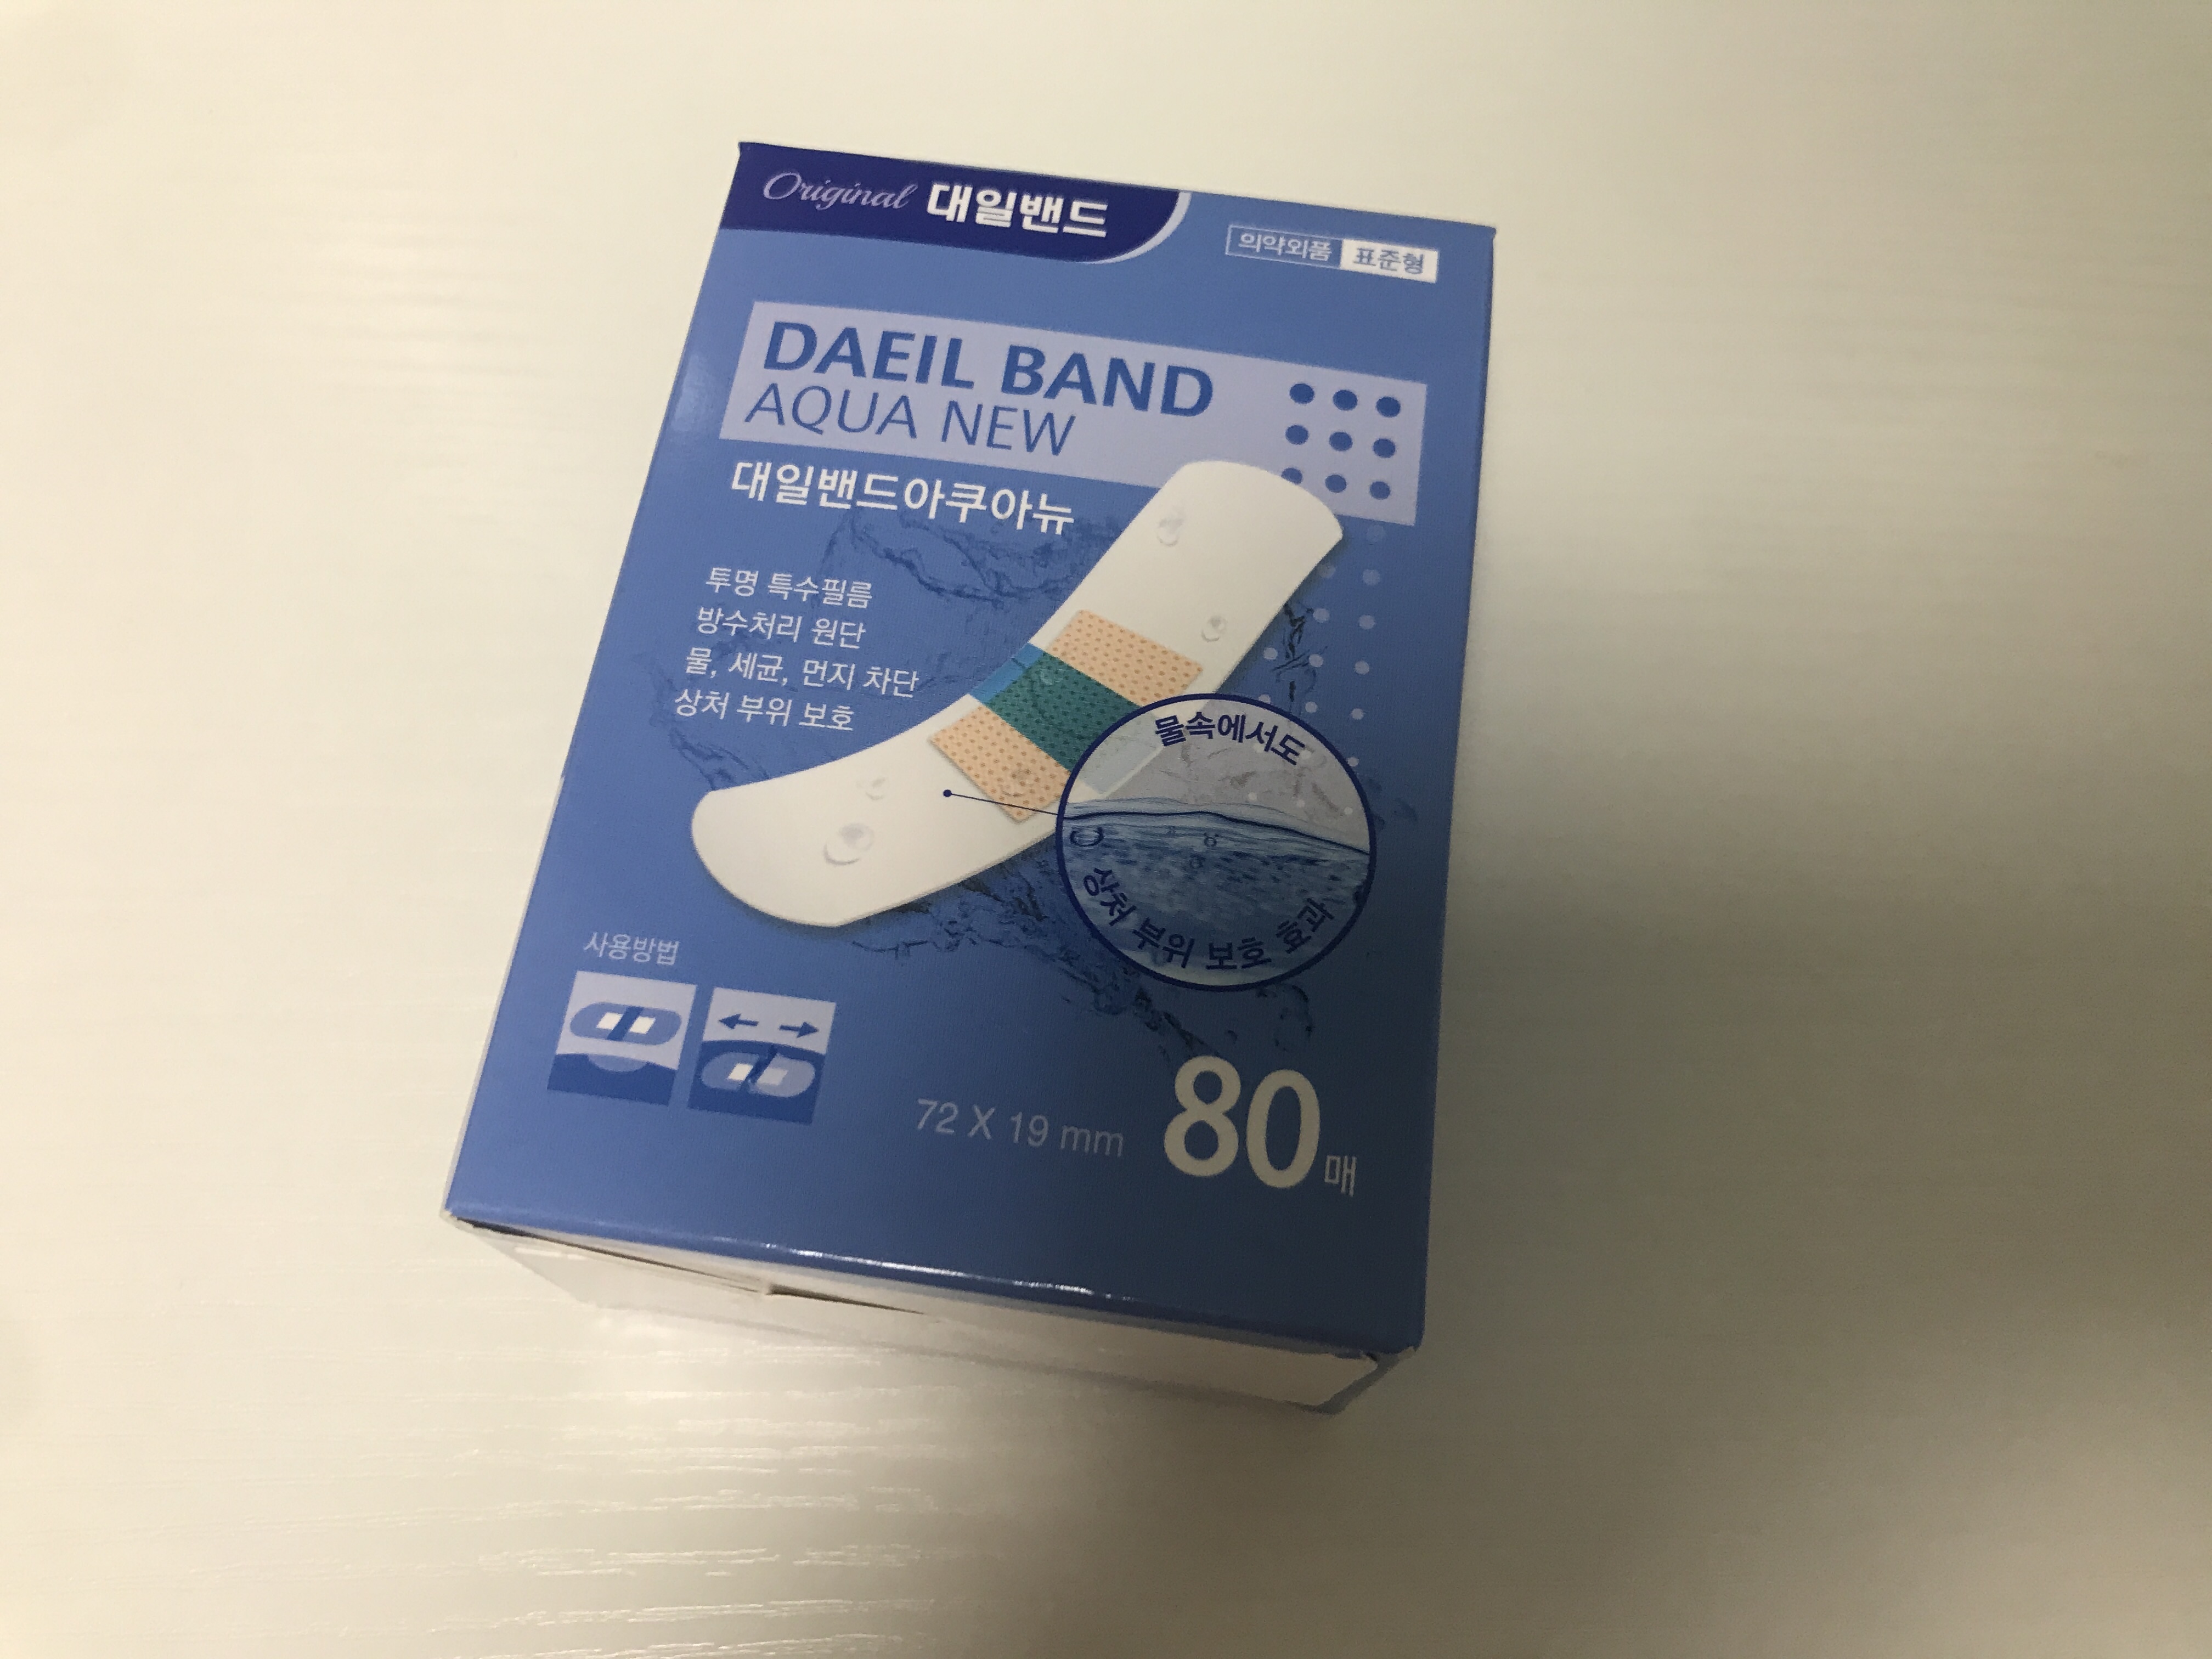 Original 대일밴드
의약외품 표준형
DAEIL BAND
AQUA NEW
대일밴드아쿠아뉴
투명 특수필름
방수처리 원단
물, 세균, 먼지 차단
상처 부위 보호
물속에서도
상처 부위 보호 효과
사용방법
72 X 19 mm 80매